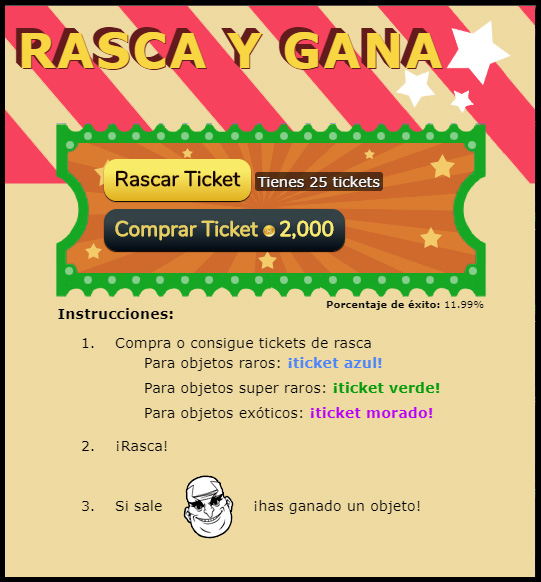 RASCA Y GANA
Rascar Ticket
Tienes 25 tickets
Comprar Ticket 2,000
Porcentaje de éxito: 11.99%
Instrucciones:
1. Compra o consigue tickets de rasca
Para objetos raros: ¡ticket azul!
Para objetos super raros: ¡ticket verde!
Para objetos exóticos: ¡ticket morado!
2. ¡Rasca!
3. Si sale ¡has ganado un objeto!